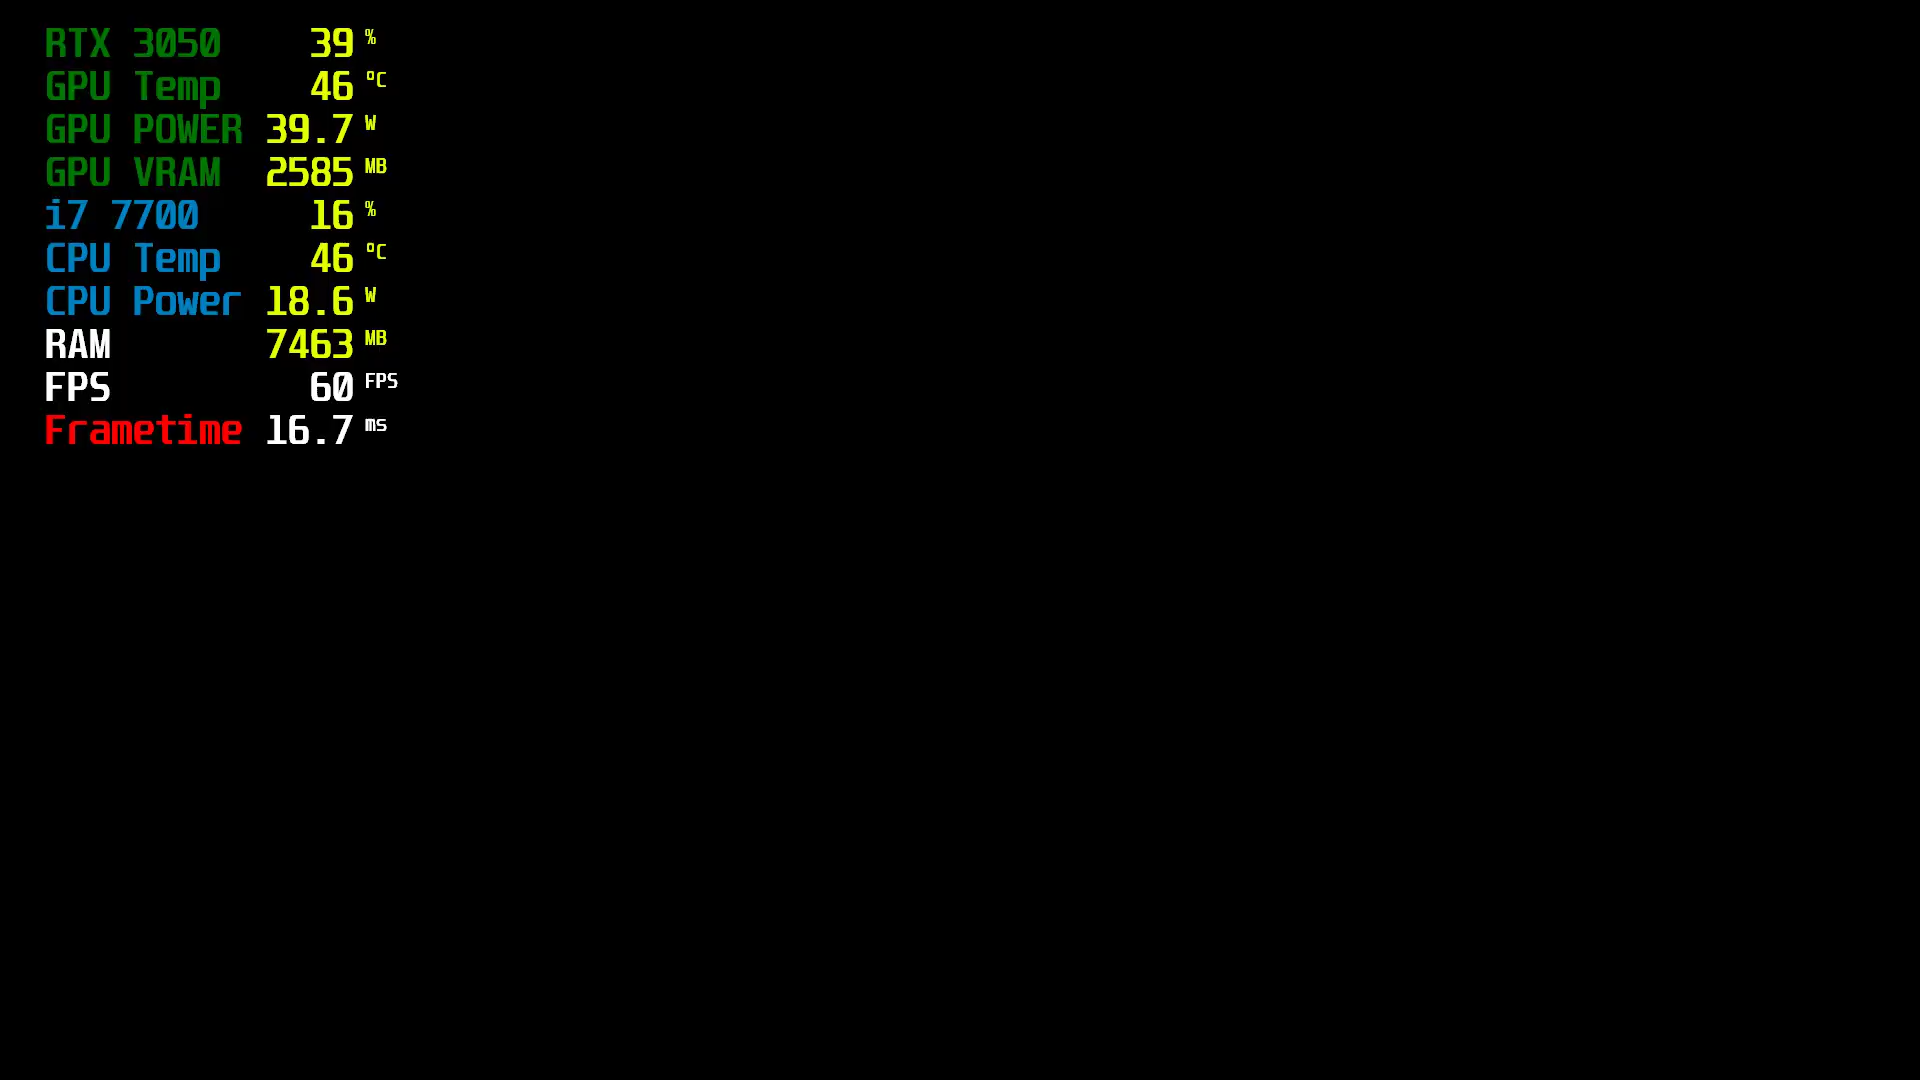 RTX 3050 39 %
GPU Temp 46 °C
GPU POWER 39.7 W
GPU VRAM 2585 MB
i7 7700 16 %
CPU Temp 46 °C
CPU Power 18.6 W
RAM 7463 MB
FPS 60 FPS
Frametime 16.7 ms